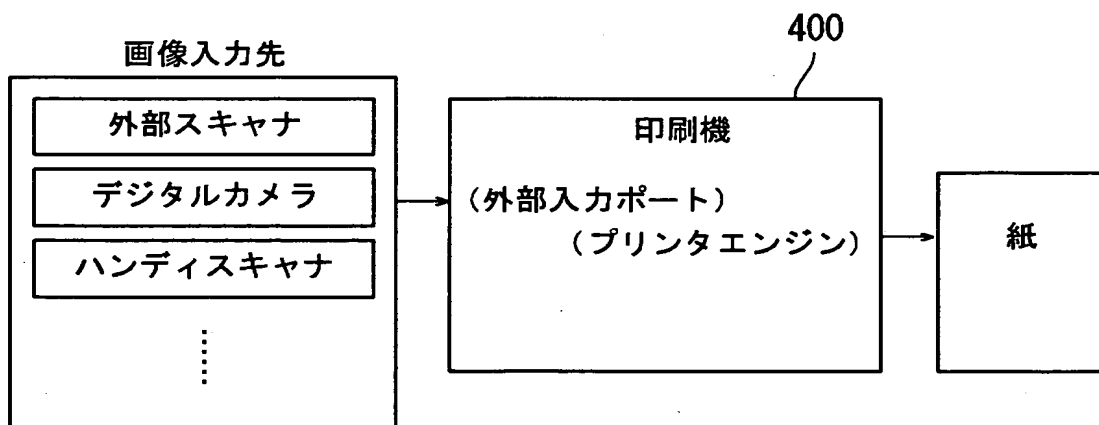 画像入力先
外部スキャナ
デジタルカメラ
ハンディスキャナ
400
印刷機
(外部入力ポート)
(プリンタエンジン)
紙